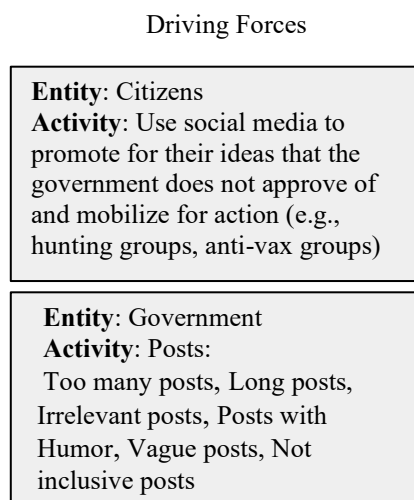 Driving Forces
Entity: Citizens
Activity: Use social media to
promote for their ideas that the
government does not approve of
and mobilize for action (e.g.,
hunting groups, anti-vax groups)
Entity: Government
Activity: Posts:
Too many posts, Long posts,
Irrelevant posts, Posts with
Humor, Vague posts, Not
inclusive posts